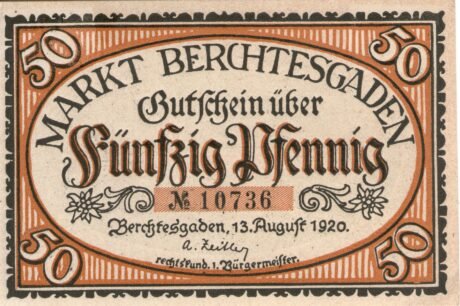 50 50
MARKT BERCHTESGADEN
Gutschein über
Fünfzig Pfennig
№ 10736
Berchtesgaden, 13. August 1920.
rechtskund. 1. Bürgermeister.
50 50